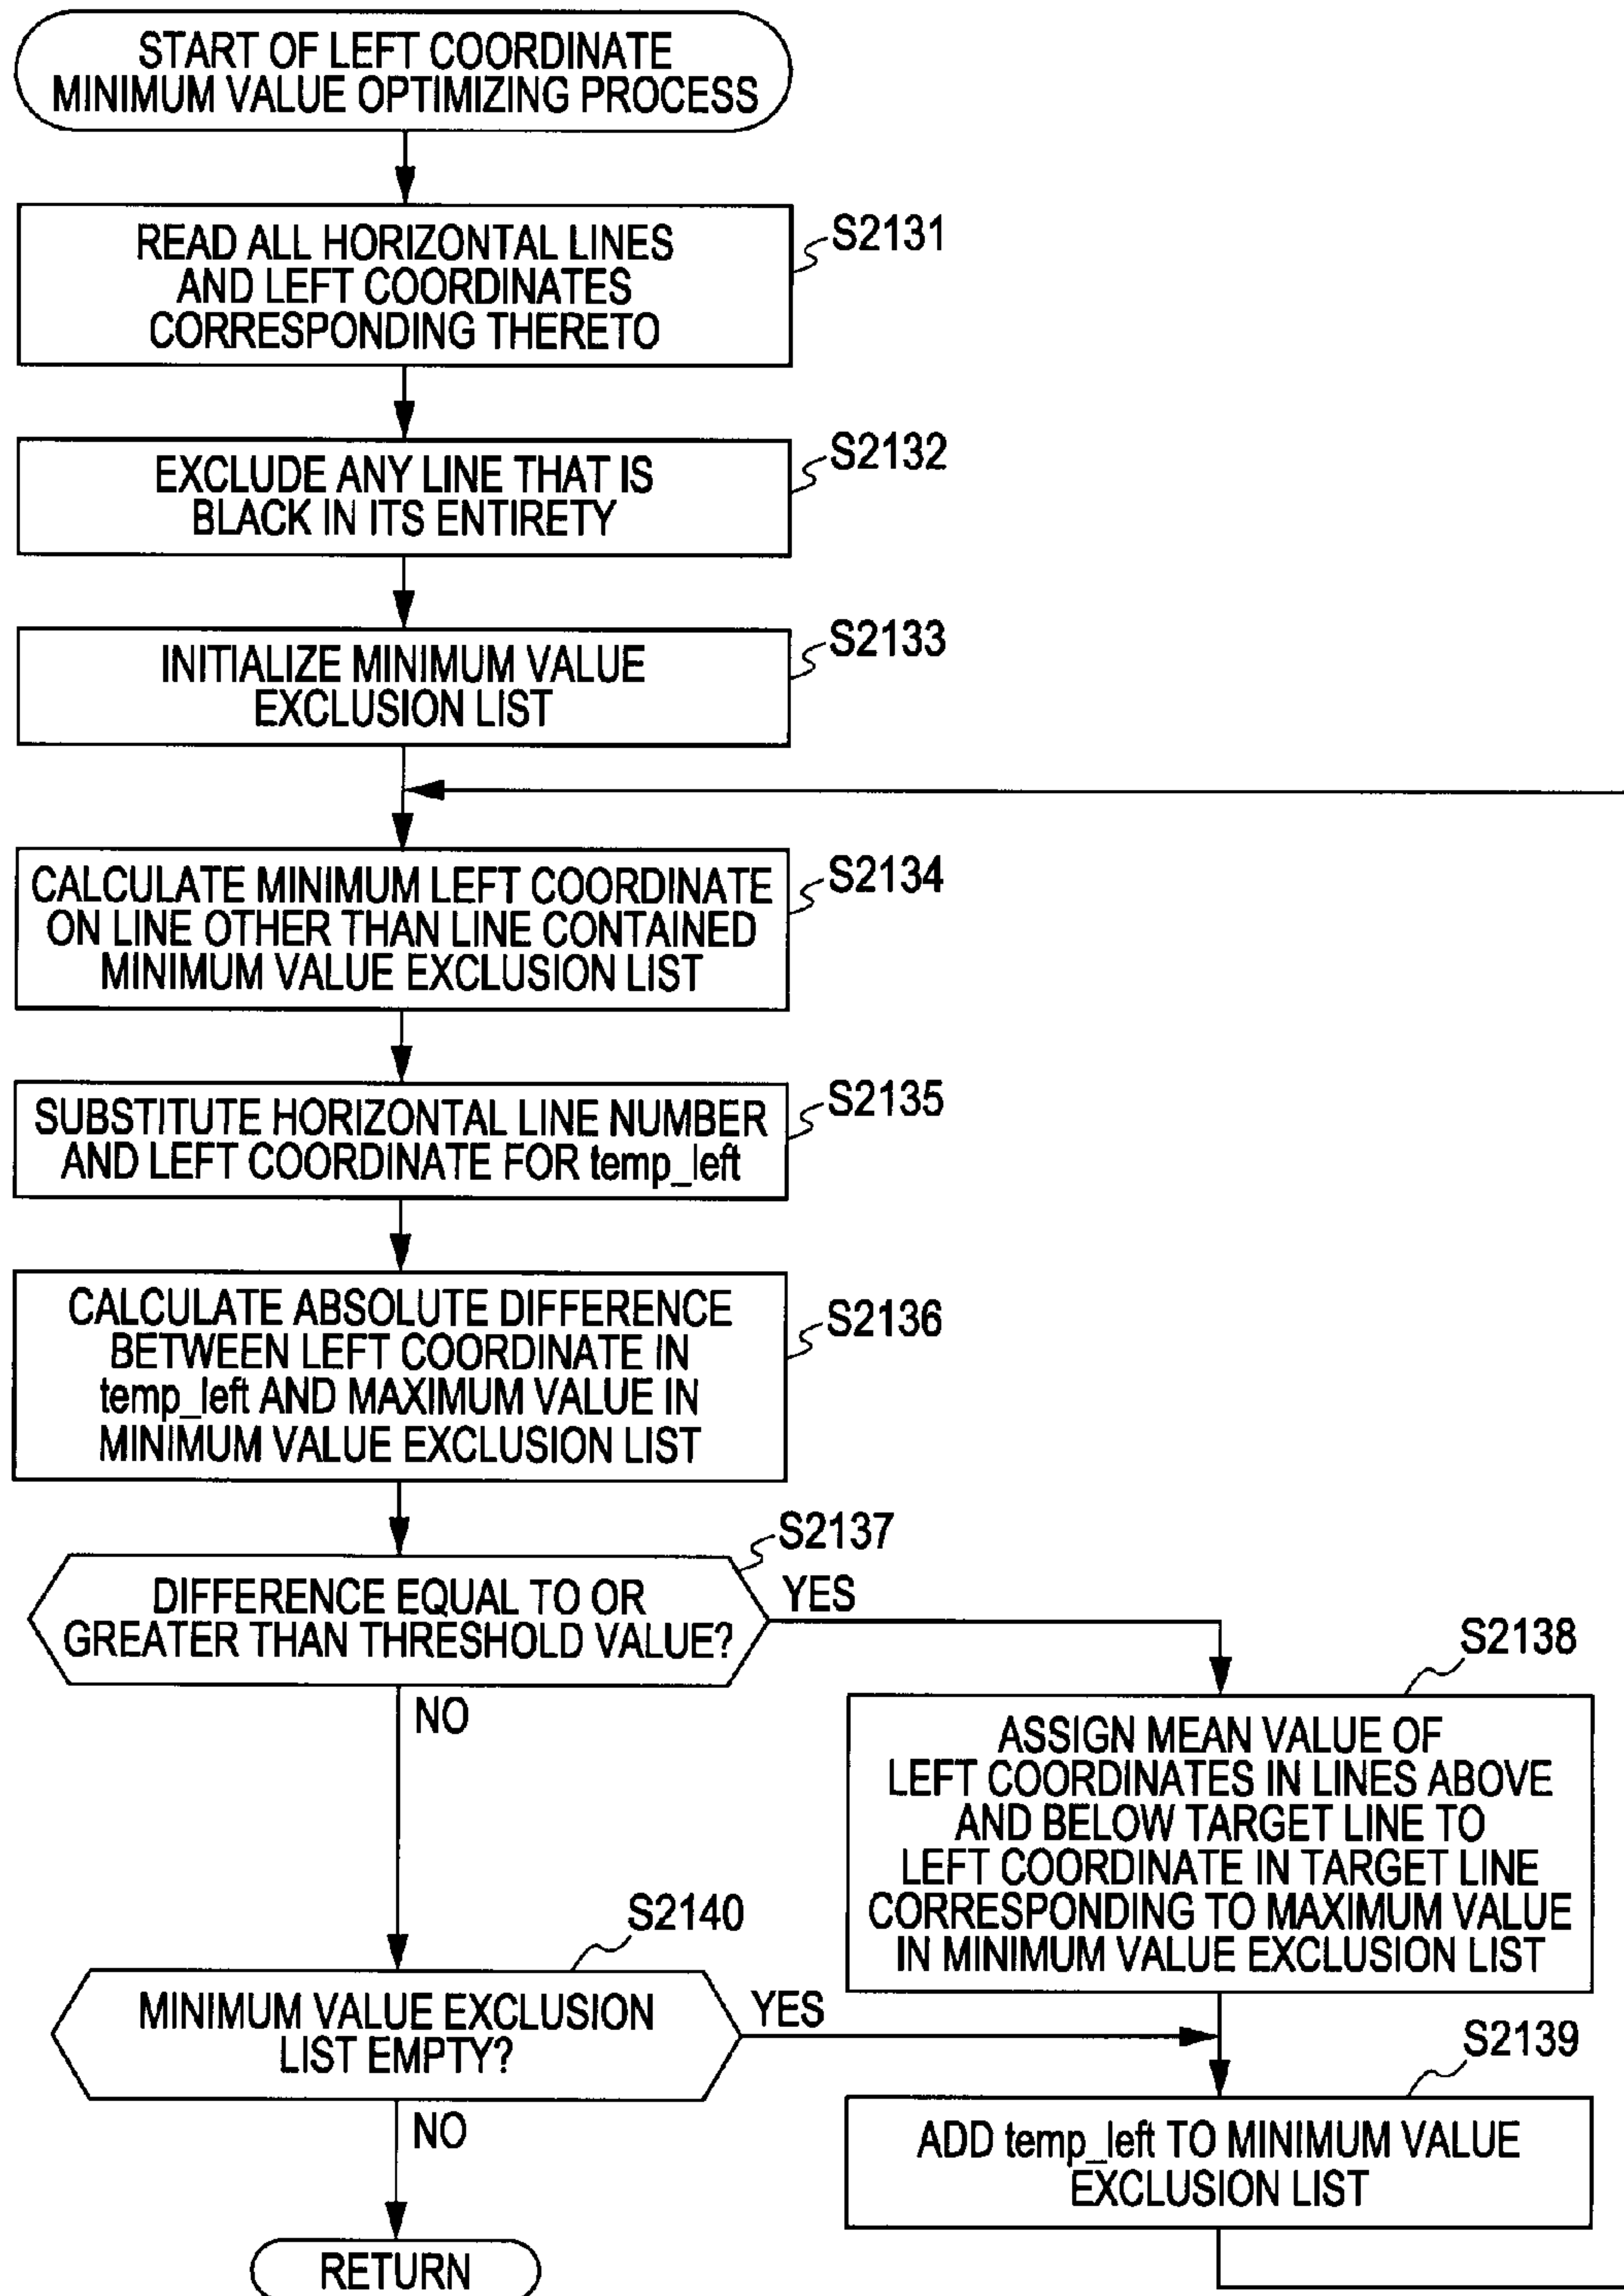 START OF LEFT COORDINATE
MINIMUM VALUE OPTIMIZING PROCESS
S2131
READ ALL HORIZONTAL LINES
AND LEFT COORDINATES
CORRESPONDING THERETO
S2132
EXCLUDE ANY LINE THAT IS
BLACK IN ITS ENTIRETY
S2133
INITIALIZE MINIMUM VALUE
EXCLUSION LIST
S2134
CALCULATE MINIMUM LEFT COORDINATE
ON LINE OTHER THAN LINE CONTAINED
MINIMUM VALUE EXCLUSION LIST
S2135
SUBSTITUTE HORIZONTAL LINE NUMBER
AND LEFT COORDINATE FOR temp_left
S2136
CALCULATE ABSOLUTE DIFFERENCE
BETWEEN LEFT COORDINATE IN
temp_left AND MAXIMUM VALUE IN
MINIMUM VALUE EXCLUSION LIST
S2137
DIFFERENCE EQUAL TO OR
GREATER THAN THRESHOLD VALUE?
YES
NO
S2138
ASSIGN MEAN VALUE OF
LEFT COORDINATES IN LINES ABOVE
AND BELOW TARGET LINE TO
LEFT COORDINATE IN TARGET LINE
CORRESPONDING TO MAXIMUM VALUE
IN MINIMUM VALUE EXCLUSION LIST
S2140
MINIMUM VALUE EXCLUSION
LIST EMPTY?
YES
NO
S2139
ADD temp_left TO MINIMUM VALUE
EXCLUSION LIST
RETURN